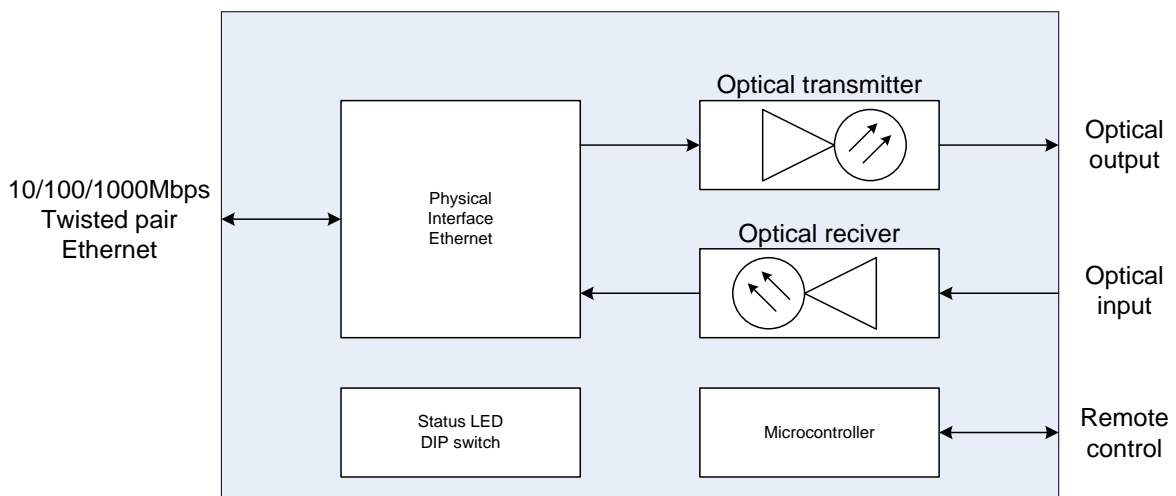 Optical transmitter
Optical
output
10/100/1000Mbps
Twisted pair
Ethernet
Physical
Interface
Ethernet
Optical reciver
Optical
input
Status LED
DIP switch
Microcontroller
Remote
control